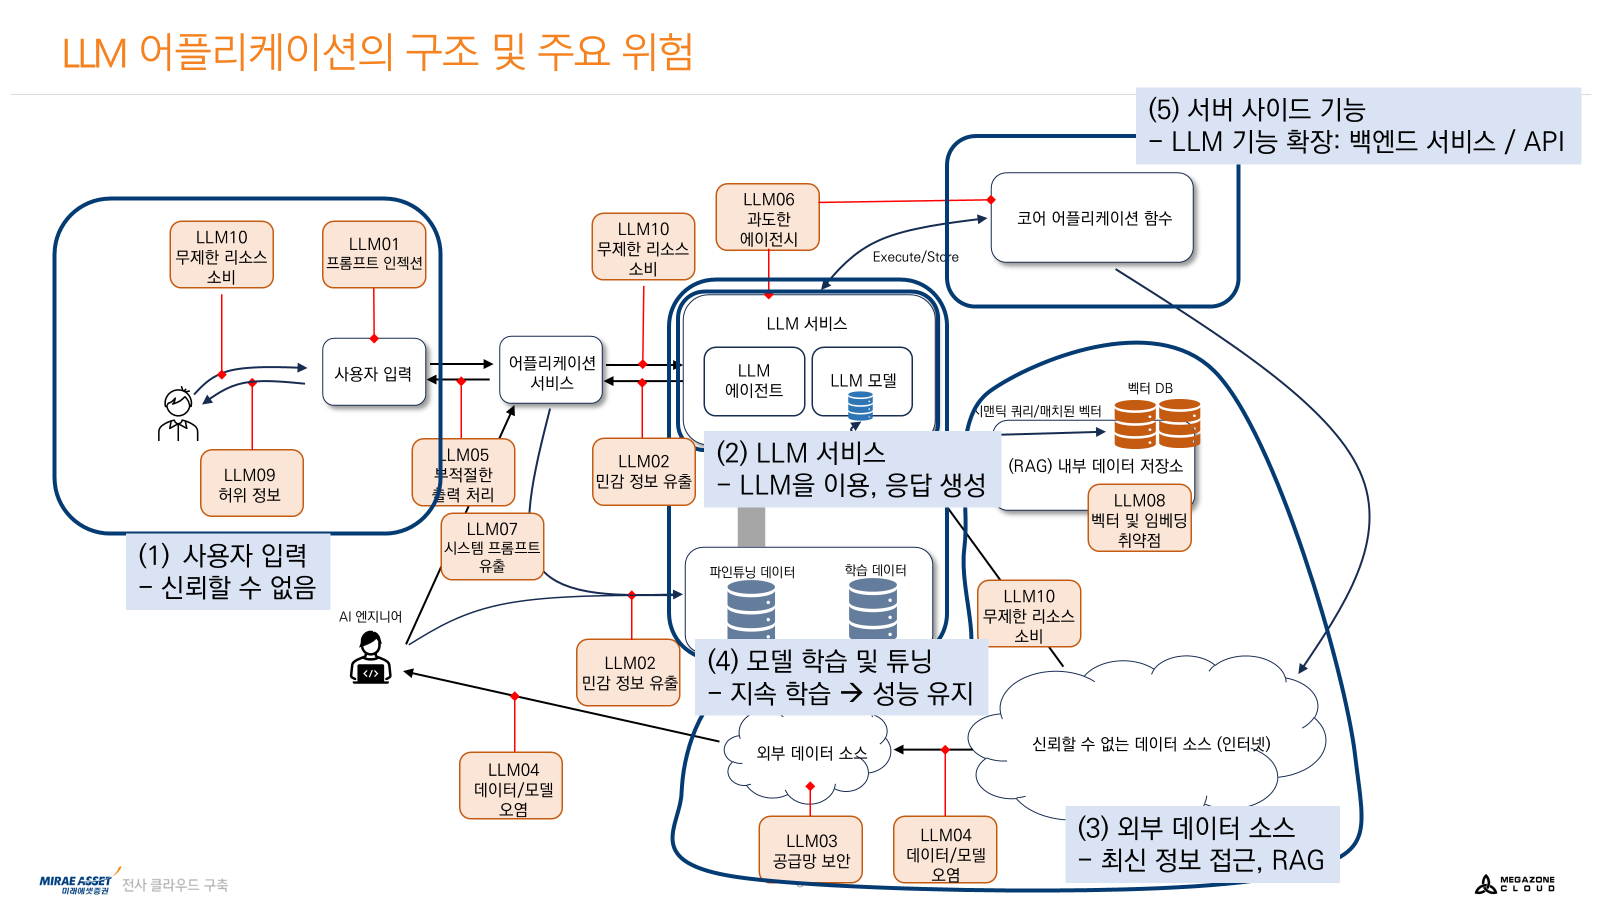 LLM 어플리케이션의 구조 및 주요 위험
(5) 서버 사이드 기능
- LLM 기능 확장: 백엔드 서비스 / API
LLM06
과도한
에이전시
코어 어플리케이션 함수
LLM10
무제한 리소스
소비
LLM01
프롬프트 인젝션
LLM10
무제한 리소스
소비
Execute/Store
LLM 서비스
사용자 입력
어플리케이션
서비스
LLM
에이전트
LLM 모델
벡터 DB
쿼리/매치된 벡터
(RAG) 내부 데이터 저장소
LLM09
허위 정보
LLM05
부적절한
출력 처리
LLM02
민감 정보 유출
(2) LLM 서비스
- LLM을 이용, 응답 생성
LLM08
벡터 및 임베딩
취약점
LLM07
시스템 프롬프트
유출
(1) 사용자 입력
- 신뢰할 수 없음
파인튜닝 데이터
학습 데이터
LLM10
무제한 리소스
소비
AI 엔지니어
</>
LLM02
민감 정보 유출
(4) 모델 학습 및 튜닝
- 지속 학습 → 성능 유지
외부 데이터 소스
신뢰할 수 없는 데이터 소스 (인터넷)
LLM04
데이터/모델
오염
LLM03
공급망 보안
LLM04
데이터/모델
오염
(3) 외부 데이터 소스
- 최신 정보 접근, RAG
MIRAE ASSET
미래에셋증권
전사 클라우드 구축
MEGAZONE
CLOUD